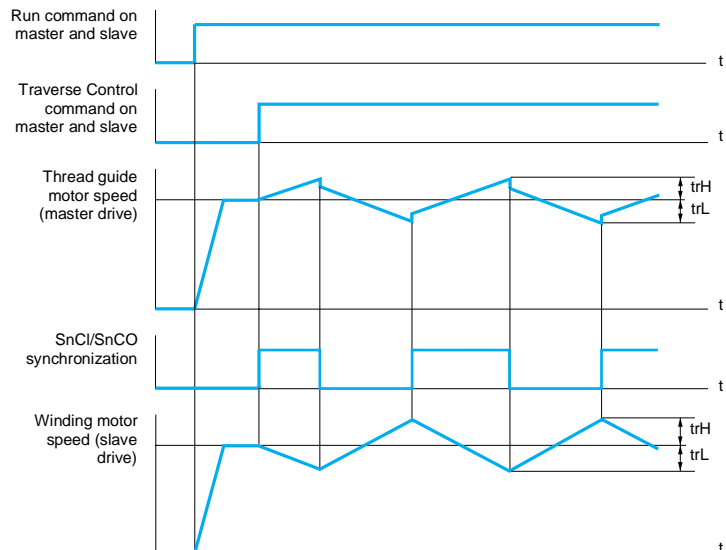 Run command on
master and slave
t
Traverse Control
command on
master and slave
t
Thread guide
motor speed
(master drive)
trH
trL
t
SnCI/SnCO
synchronization
t
Winding motor
speed (slave
drive)
trH
trL
t